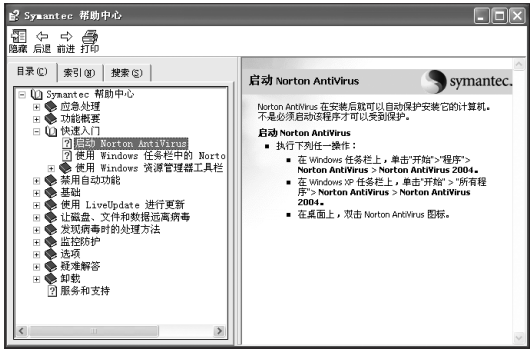 Symantec 帮助中心
隐藏 后退 前进 打印
目录(C) 索引(N) 搜索(S)
Symantec 帮助中心
应急处理
功能概要
快速入门
启动 Norton AntiVirus
使用 Windows 任务栏中的 Norto
使用 Windows 资源管理器工具栏
禁用自动功能
基础
使用 LiveUpdate 进行更新
让磁盘、文件和数据远离病毒
发现病毒时的处理方法
监控防护
选项
疑难解答
卸载
服务和支持
启动 Norton AntiVirus
symantec.
Norton AntiVirus 在安装后就可以自动保护安装它的计算机。
不是必须启动该程序才可以受到保护。
启动 Norton AntiVirus
执行下列任一操作：
在 Windows 任务栏上，单击"开始">"程序">
Norton AntiVirus > Norton AntiVirus 2004。
在 Windows XP 任务栏上，单击"开始" > "所有程
序"> Norton AntiVirus > Norton AntiVirus
2004。
在桌面上，双击 Norton AntiVirus 图标。